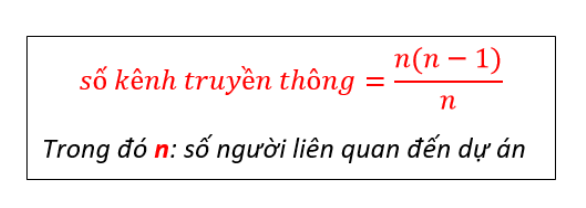 số kênh truyền thông = n(n − 1)/n
Trong đó n: số người liên quan đến dự án